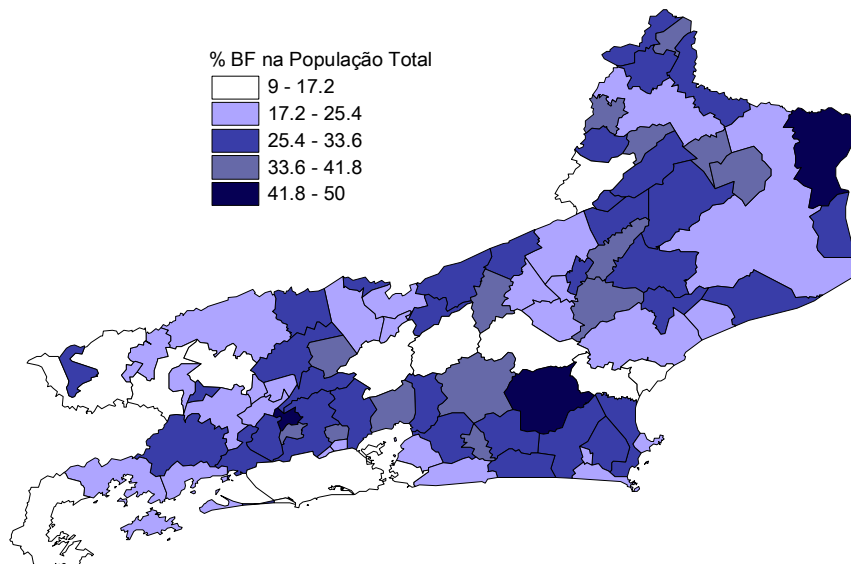 % BF na População Total
9 - 17.2
17.2 - 25.4
25.4 - 33.6
33.6 - 41.8
41.8 - 50